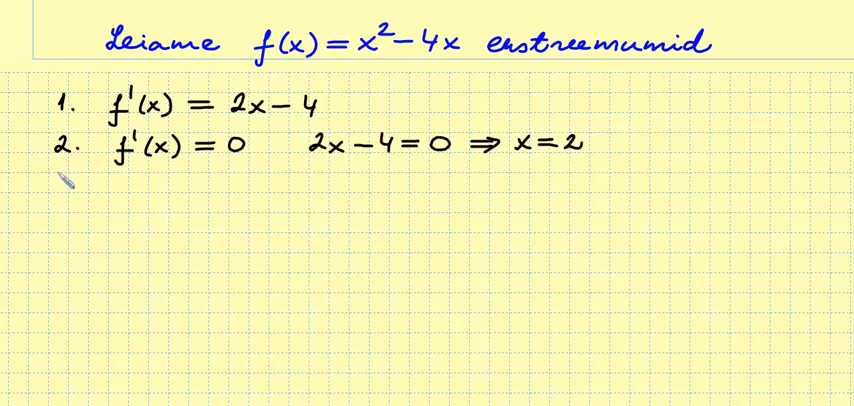 Leiame f(x) = x² - 4x ekstreemumid
1. f'(x) = 2x - 4
2. f'(x) = 0 2x - 4 = 0 ⇒ x = 2